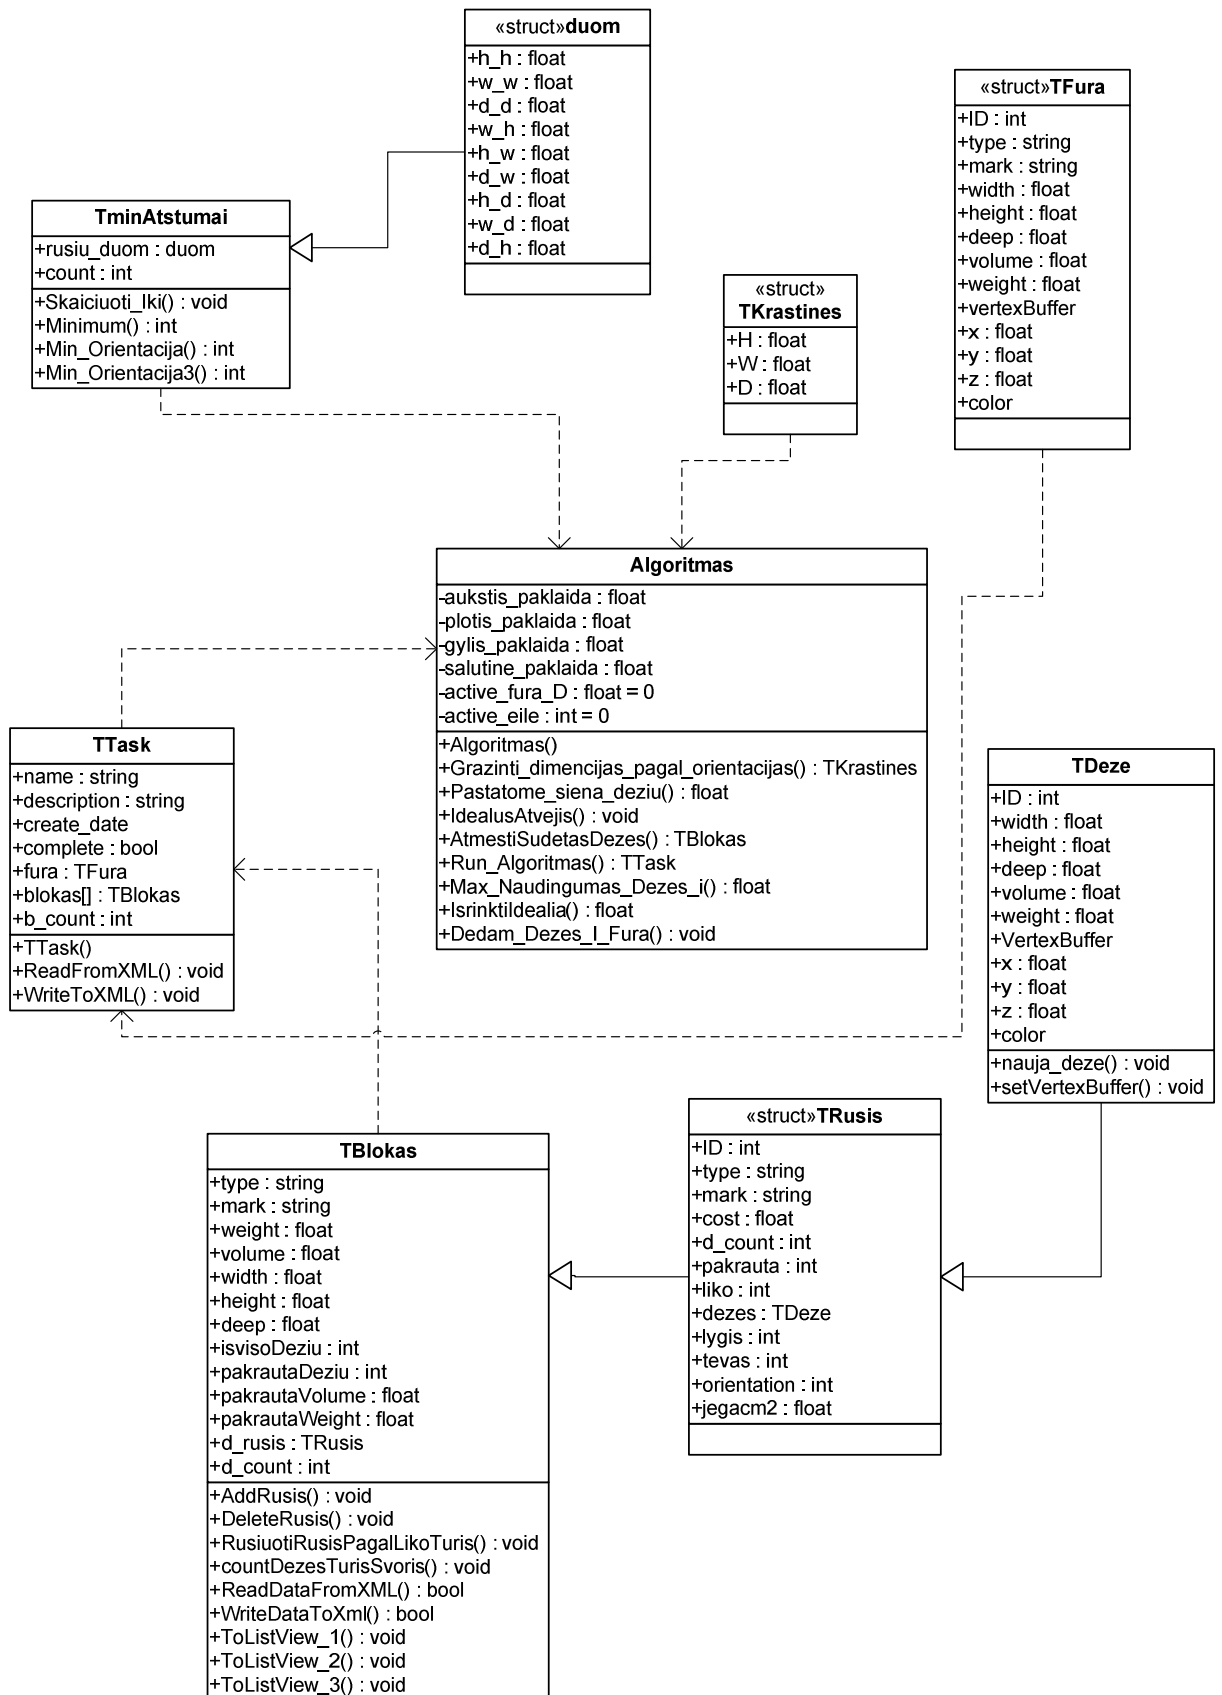 «struct»duom
+h_h : float
+w_w : float
+d_d : float
+w_h : float
+h_w : float
+d_w : float
+h_d : float
+w_d : float
+d_h : float
«struct»TFura
+ID : int
+type : string
+mark : string
+width : float
+height : float
+deep : float
+volume : float
+weight : float
+vertexBuffer
+x : float
+y : float
+z : float
+color
TminAtstumai
+rusiu_duom : duom
+count : int
+Skaiciuoti_Iki() : void
+Minimum() : int
+Min_Orientacija() : int
+Min_Orientacija3() : int
«struct»
TKrastines
+H : float
+W : float
+D : float
Algoritmas
-aukstis_paklaida : float
-plotis_paklaida : float
-gylis_paklaida : float
-salutine_paklaida : float
-active_fura_D : float = 0
-active_eile : int = 0
+Algoritmas()
+Grazinti_dimencijas_pagal_orientacijas() : TKrastines
+Pastatome_siena_deziu() : float
+IdealusAtvejis() : void
+AtmestiSudetasDezes() : TBlokas
+Run_Algoritmas() : TTask
+Max_Naudingumas_Dezes_i() : float
+IsrinktiIdealia() : float
+Dedam_Dezes_I_Fura() : void
TTask
+name : string
+description : string
+create_date
+complete : bool
+fura : TFura
+blokas[] : TBlokas
+b_count : int
+TTask()
+ReadFromXML() : void
+WriteToXML() : void
TDeze
+ID : int
+width : float
+height : float
+deep : float
+volume : float
+weight : float
+VertexBuffer
+x : float
+y : float
+z : float
+color
+nauja_deze() : void
+setVertexBuffer() : void
«struct»TRusis
+ID : int
+type : string
+mark : string
+cost : float
+d_count : int
+pakrauta : int
+liko : int
+dezes : TDeze
+lygis : int
+tevas : int
+orientation : int
+jegacm2 : float
TBlokas
+type : string
+mark : string
+weight : float
+volume : float
+width : float
+height : float
+deep : float
+isvisoDeziu : int
+pakrautaDeziu : int
+pakrautaVolume : float
+pakrautaWeight : float
+d_rusis : TRusis
+d_count : int
+AddRusis() : void
+DeleteRusis() : void
+RusiuotiRusisPagalLikoTuris() : void
+countDezesTurisSvoris() : void
+ReadDataFromXML() : bool
+WriteDataToXml() : bool
+ToListView_1() : void
+ToListView_2() : void
+ToListView_3() : void